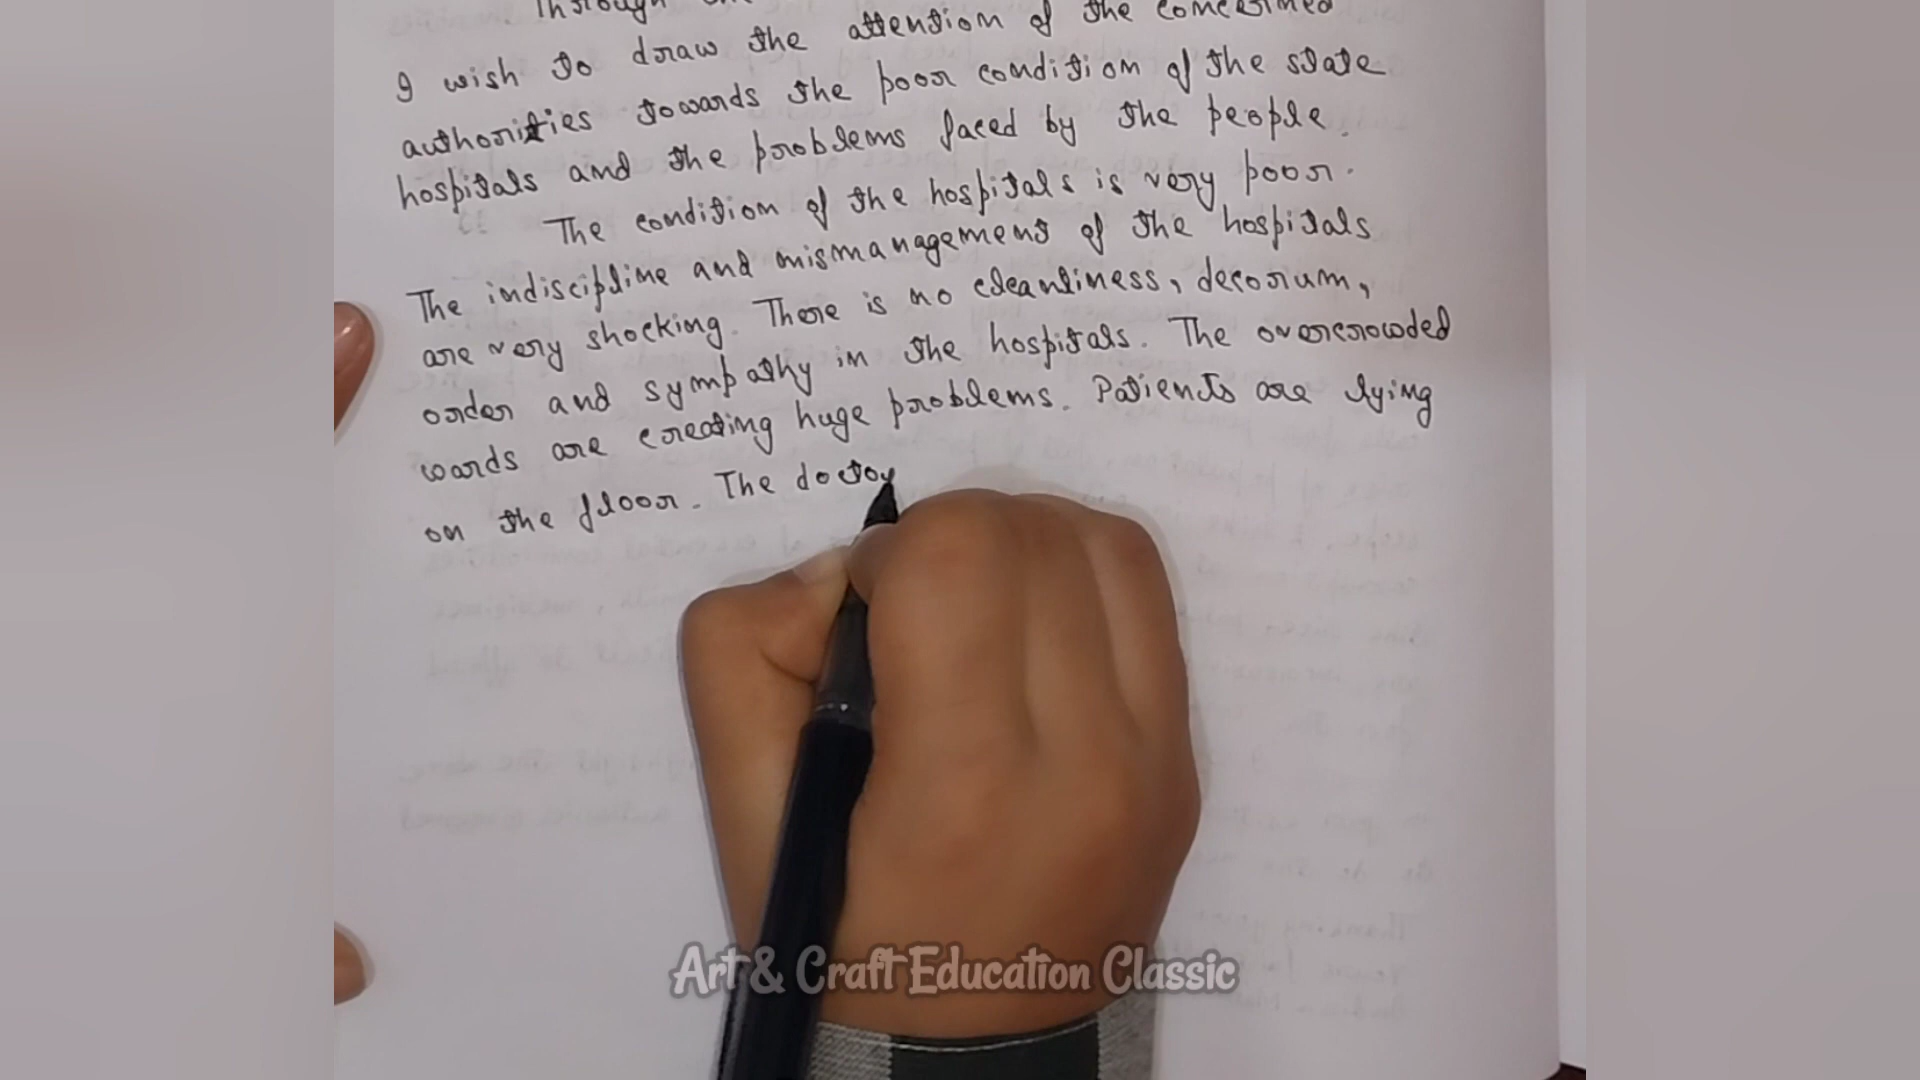 Through
I wish to draw the attention of the concerned
authorities towards the poor condition of the state
hospitals and the problems faced by the people.
The condition of the hospitals is very poor.
The indiscipline and mismanagement of the hospitals
are very shocking. There is no cleanliness, decorum,
order and sympathy in the hospitals. The overcrowded
wards are creating huge problems. Patients are lying
on the floor. The doctor
Art & Craft Education Classic